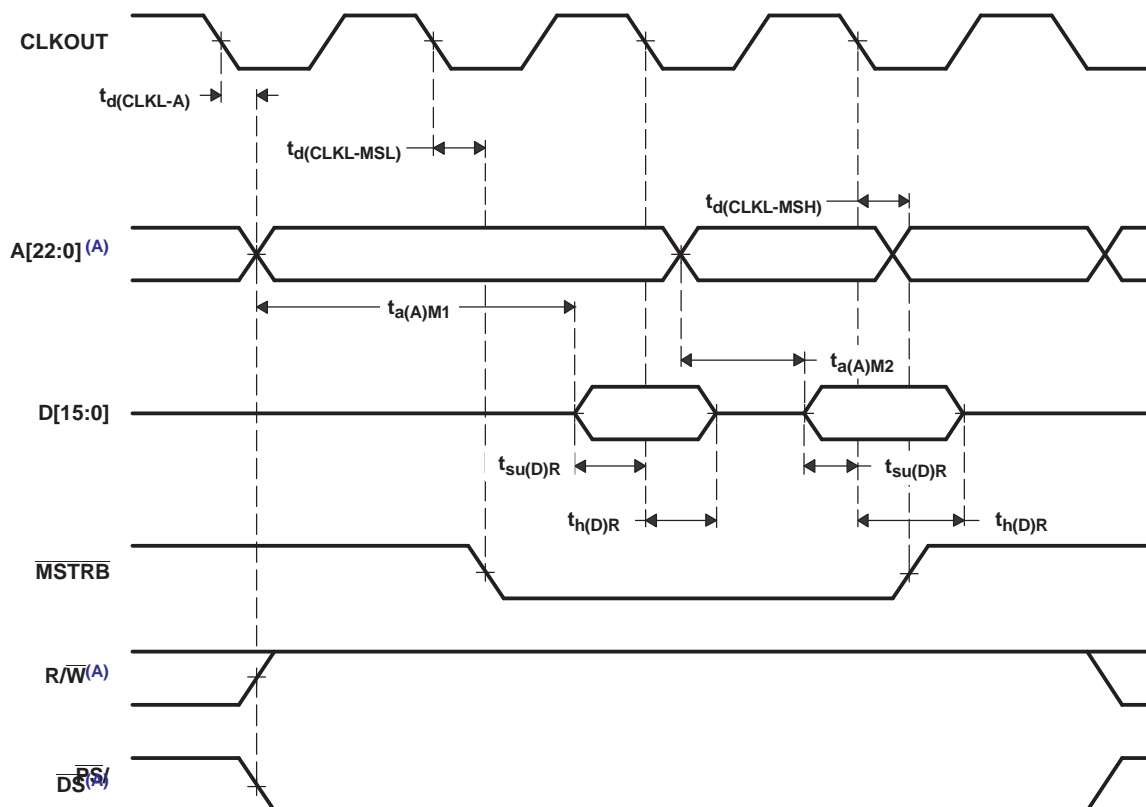 CLKOUT
td(CLKL-A)
td(CLKL-MSL)
td(CLKL-MSH)
A[22:0] (A)
ta(A)M1
ta(A)M2
D[15:0]
tsu(D)R
tsu(D)R
th(D)R
th(D)R
MSTRB
R/W(A)
PS/
DS(A)